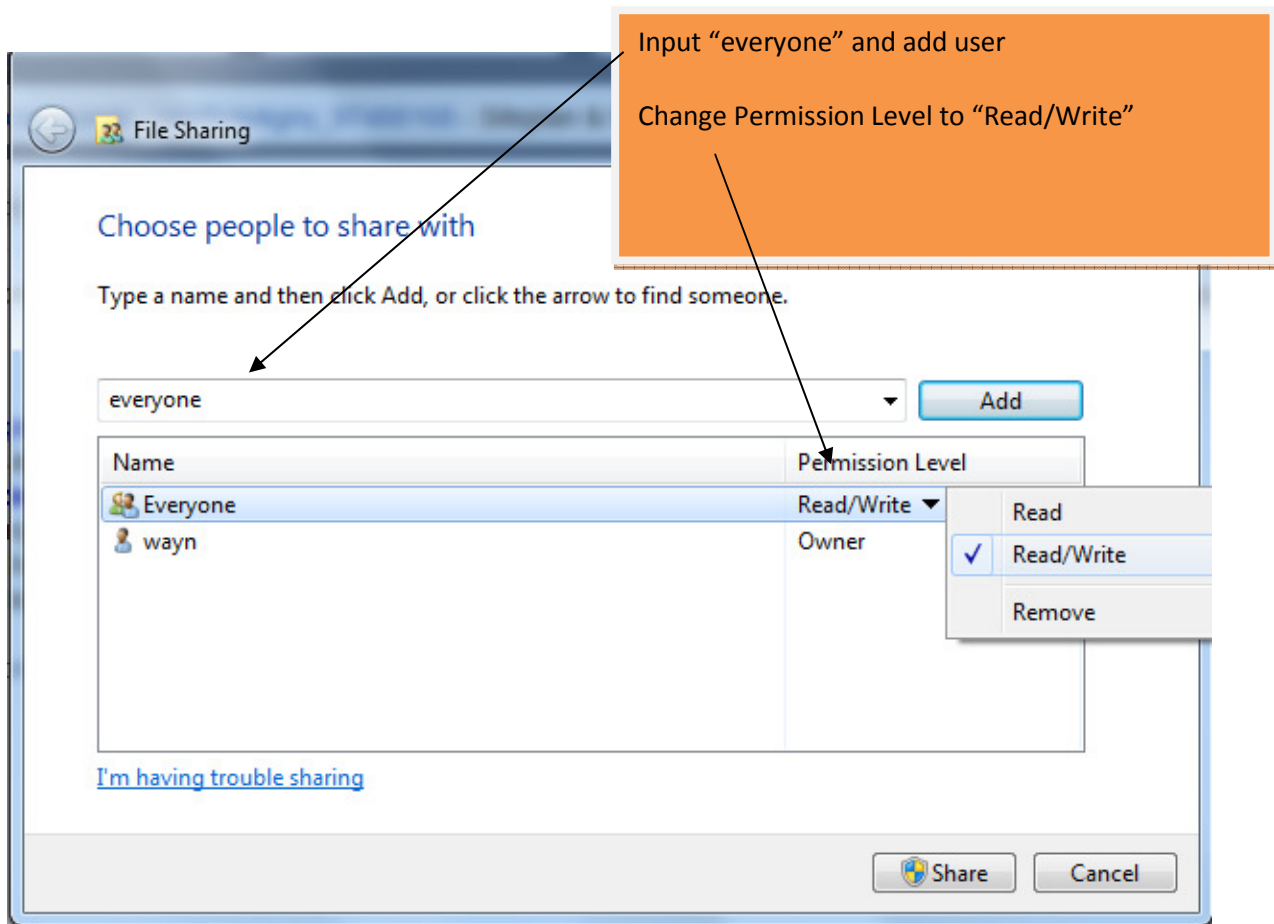 Input “everyone” and add user
Change Permission Level to “Read/Write”
File Sharing
Choose people to share with
Type a name and then click Add, or click the arrow to find someone.
everyone
Add
Name Permission Level
Everyone Read/Write
wayn Owner
Read
Read/Write
Remove
I'm having trouble sharing
Share Cancel